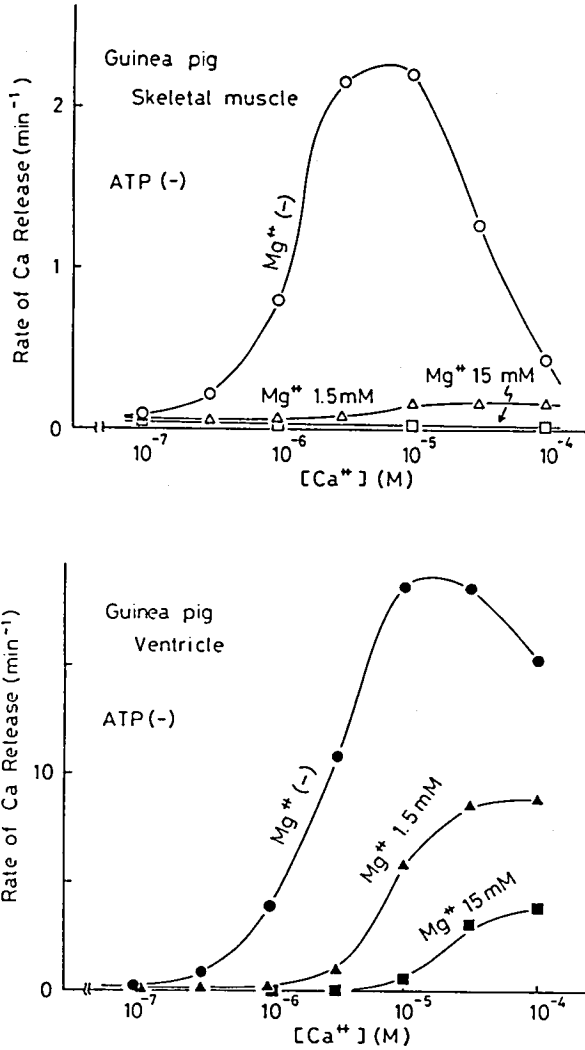 Rate of Ca Release (min⁻¹)
Guinea pig
Skeletal muscle
ATP (-)
Mg⁺⁺ (-)
Mg⁺⁺ 1.5mM
Mg⁺⁺ 15 mM
2
1
0
10⁻⁷
10⁻⁶
10⁻⁵
10⁻⁴
[Ca⁺⁺] (M)
Rate of Ca Release (min⁻¹)
Guinea pig
Ventricle
ATP (-)
Mg⁺⁺ (-)
Mg⁺⁺ 1.5mM
Mg⁺⁺ 15mM
10
0
10⁻⁷
10⁻⁶
10⁻⁵
10⁻⁴
[Ca⁺⁺] (M)